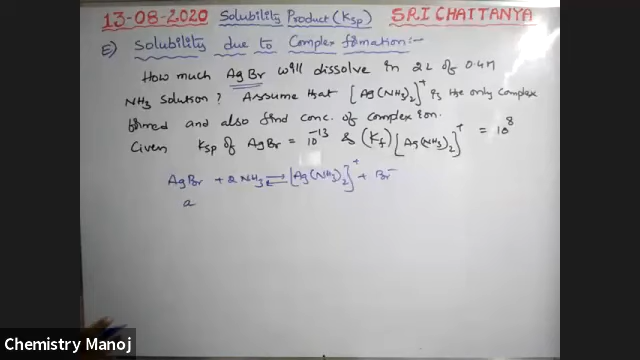 13-08-2020 Solubility Product (Ksp) SRI CHAITANYA
E) Solubility due to Complex formation:-
How much AgBr will dissolve in 2L of 0.4M
NH3 solution? Assume that [Ag(NH3)2]+ is the only complex
formed and also find conc. of complex ion.
Given Ksp of AgBr = 10^-13 & (Kf) [Ag(NH3)2]+ = 10^8
AgBr + 2NH3 ⇌ [Ag(NH3)2]+ + Br-
a
Chemistry Manoj